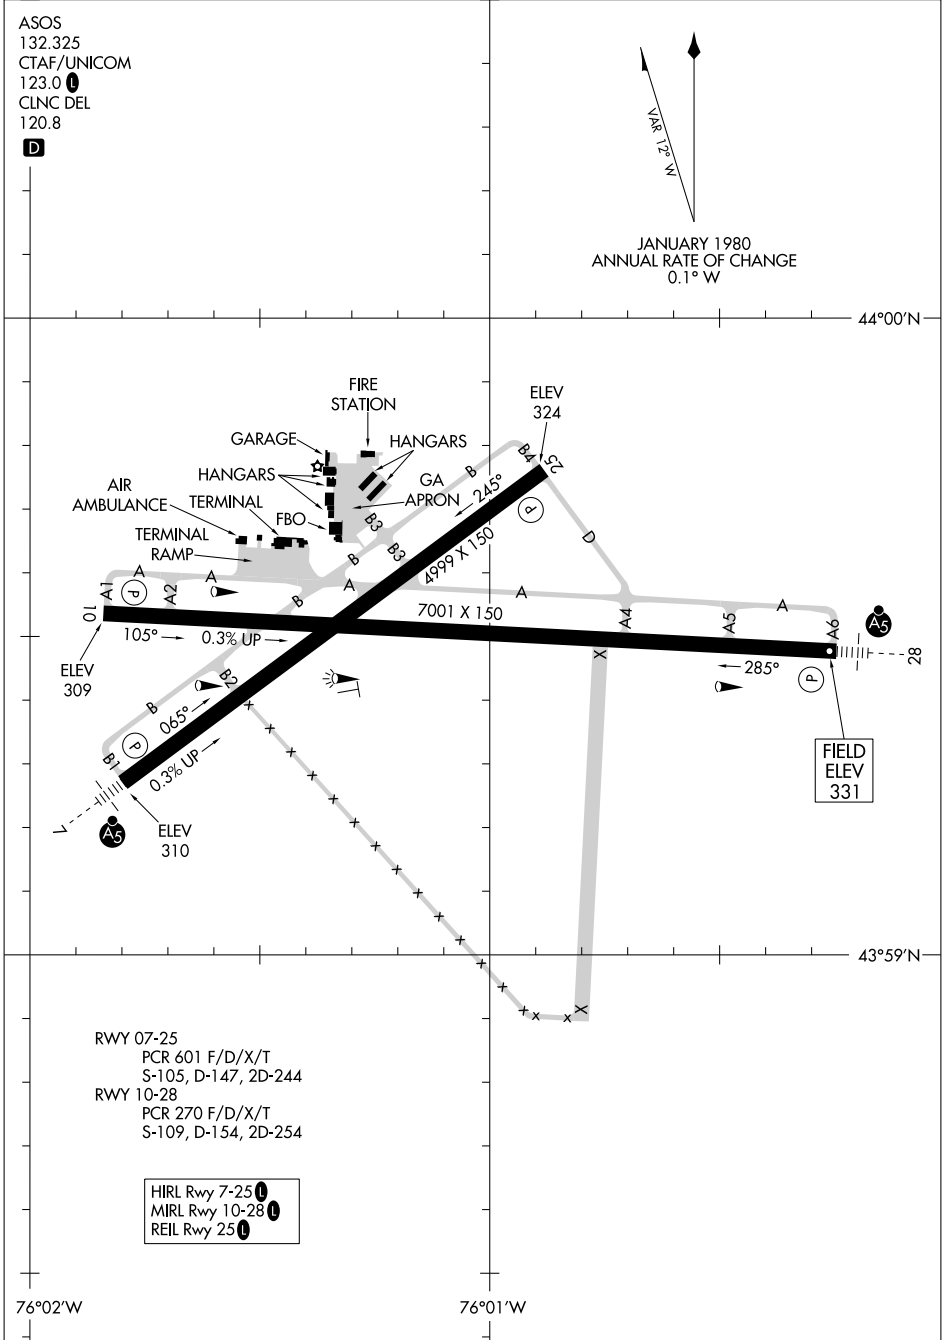 ASOS
132.325
CTAF/UNICOM
123.0 L
CLNC DEL
120.8
D
VAR 12° W
JANUARY 1980
ANNUAL RATE OF CHANGE
0.1° W
44°00'N
FIRE
STATION
ELEV
324
GARAGE
HANGARS
HANGARS
GA
APRON
AIR
AMBULANCE
TERMINAL
FBO
TERMINAL
RAMP
B
B4
25
245°
P
B3
B3
B
4999 X 150
D
A
A
A
A
A
A1
P
A2
B
7001 X 150
A4
A5
A6
A5
10
105°
0.3% UP
285°
28
ELEV
309
B2
X
P
B
065°
P
B1
0.3% UP
7
A5
ELEV
310
FIELD
ELEV
331
43°59'N
X
X
X
RWY 07-25
PCR 601 F/D/X/T
S-105, D-147, 2D-244
RWY 10-28
PCR 270 F/D/X/T
S-109, D-154, 2D-254
HIRL Rwy 7-25 L
MIRL Rwy 10-28 L
REIL Rwy 25 L
76°02'W
76°01'W